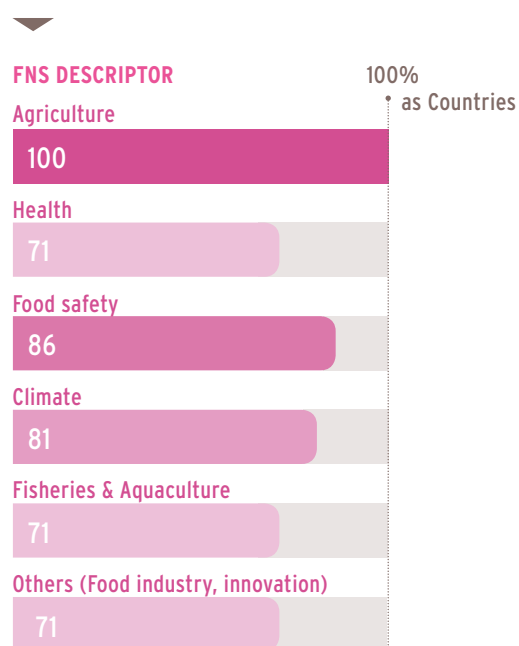 FNS DESCRIPTOR
100%
as Countries
Agriculture
100
Health
71
Food safety
86
Climate
81
Fisheries & Aquaculture
71
Others (Food industry, innovation)
71